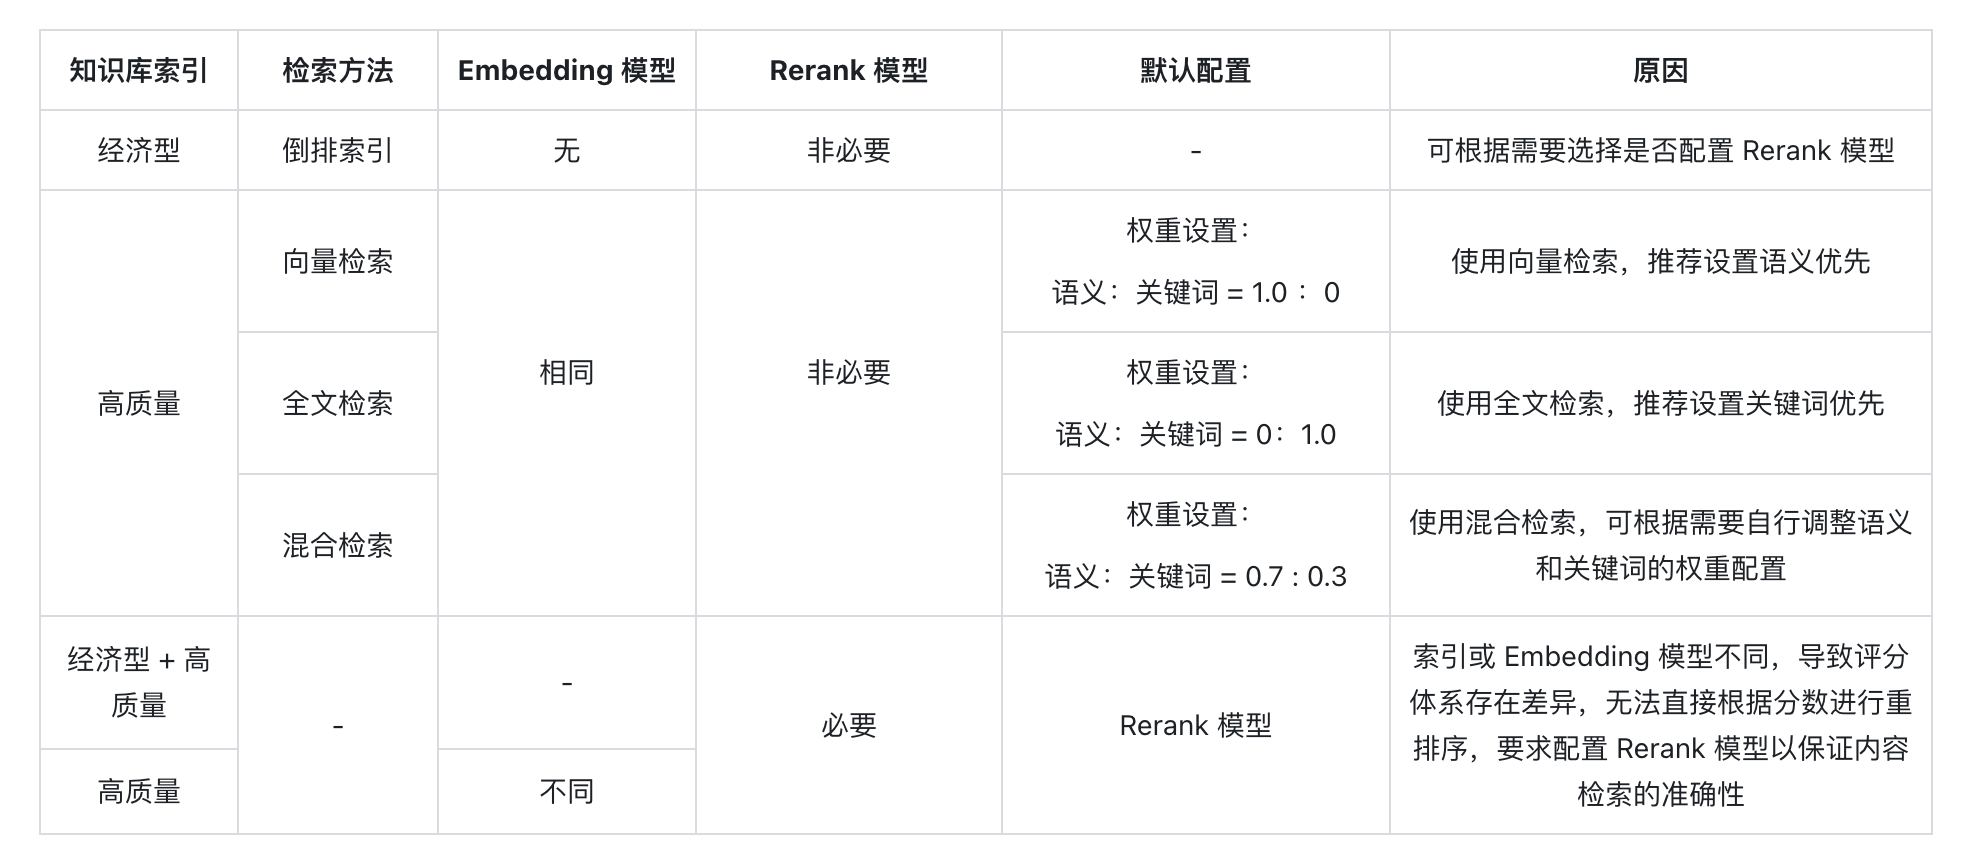 知识库索引 检索方法 Embedding 模型 Rerank 模型 默认配置 原因
经济型 倒排索引 无 非必要 - 可根据需要选择是否配置 Rerank 模型
高质量
向量检索
相同
非必要
权重设置：
语义：关键词 = 1.0 ：0
使用向量检索，推荐设置语义优先
全文检索
权重设置：
语义：关键词 = 0：1.0
使用全文检索，推荐设置关键词优先
混合检索
权重设置：
语义：关键词 = 0.7 : 0.3
使用混合检索，可根据需要自行调整语义
和关键词的权重配置
经济型 + 高
质量
-
-
必要
Rerank 模型
索引或 Embedding 模型不同，导致评分
体系存在差异，无法直接根据分数进行重
排序，要求配置 Rerank 模型以保证内容
检索的准确性
高质量
不同